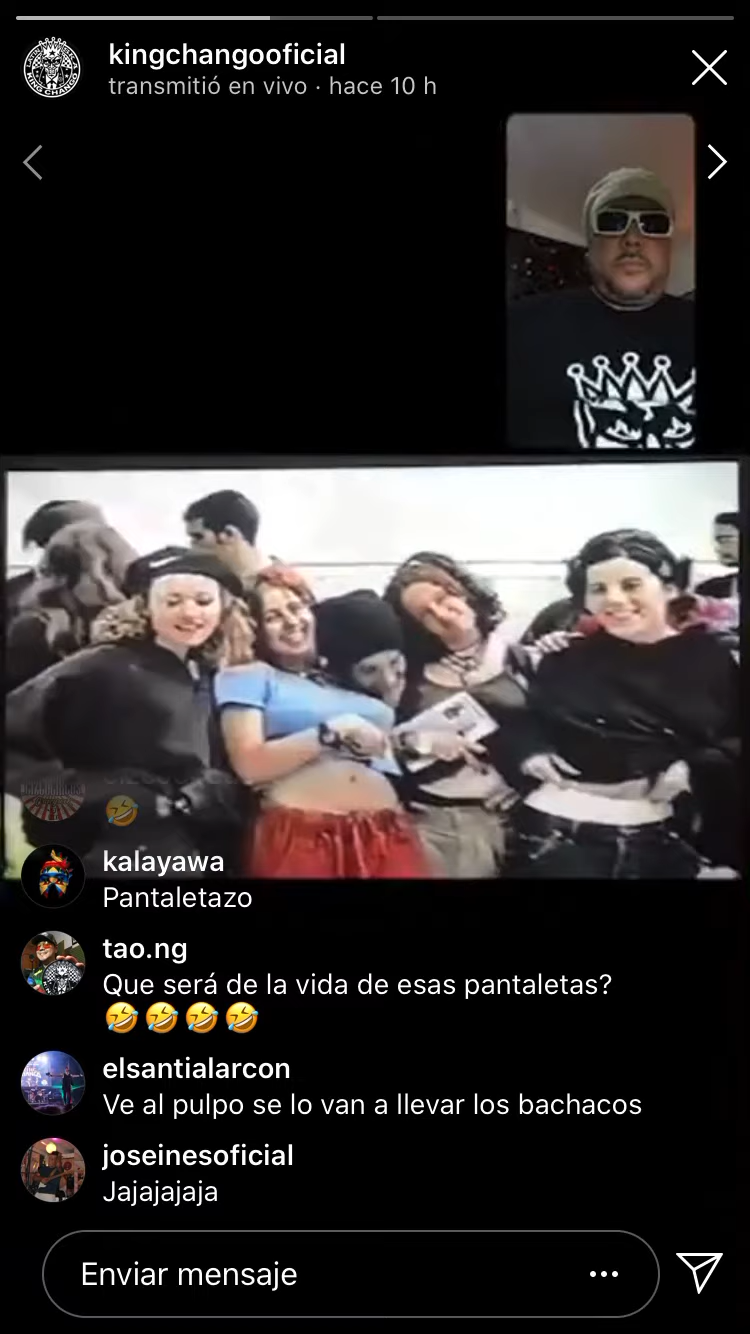 kingchangooficial
transmitió en vivo · hace 10 h
kalayawa
Pantaletazo
tao.ng
Que será de la vida de esas pantaletas?
🤣🤣🤣🤣
elsantialarcon
Ve al pulpo se lo van a llevar los bachacos
joseinesoficial
Jajajajaja
Enviar mensaje